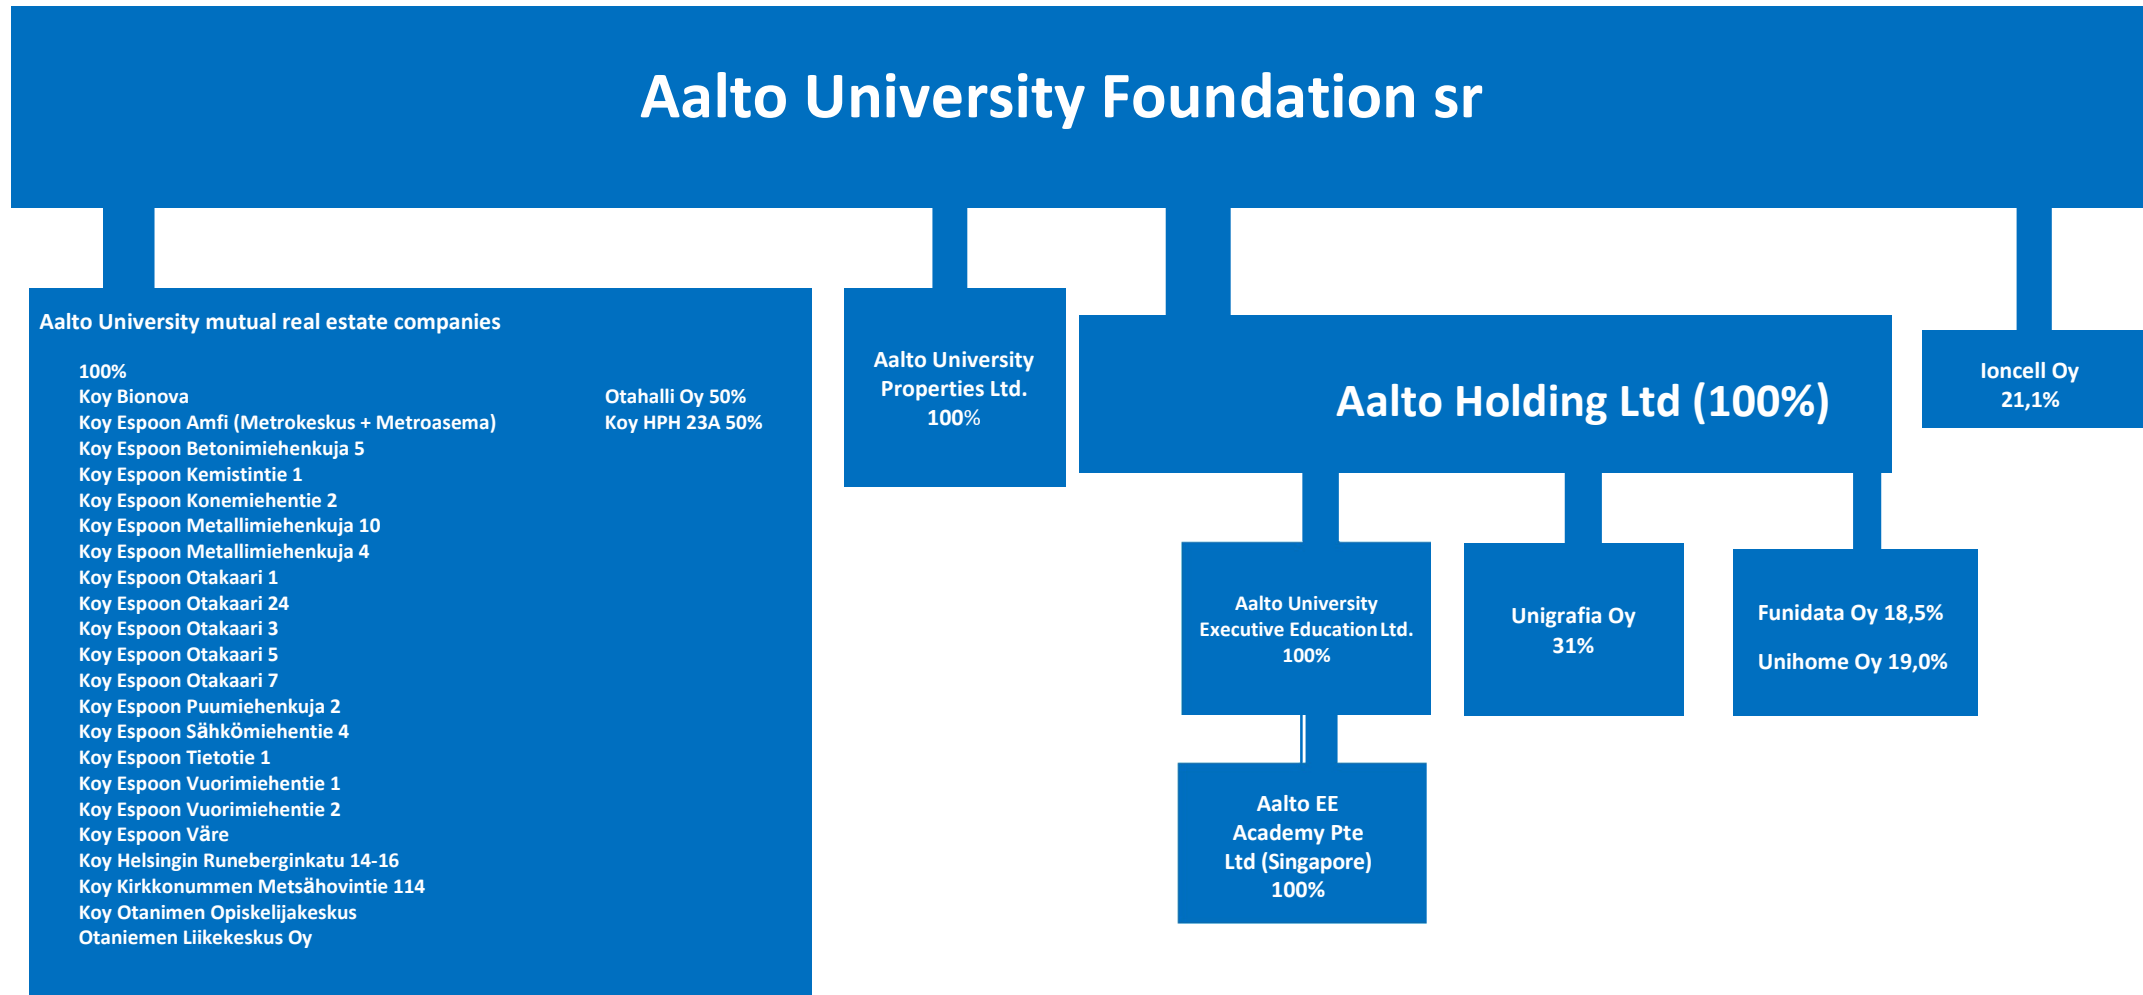 Aalto University Foundation sr
Aalto University mutual real estate companies
100%
Koy Bionova
Koy Espoon Amfi (Metrokeskus + Metroasema)
Koy Espoon Betonimiehenkuja 5
Koy Espoon Kemistintie 1
Koy Espoon Konemiehentie 2
Koy Espoon Metallimiehenkuja 10
Koy Espoon Metallimiehenkuja 4
Koy Espoon Otakaari 1
Koy Espoon Otakaari 24
Koy Espoon Otakaari 3
Koy Espoon Otakaari 5
Koy Espoon Otakaari 7
Koy Espoon Puumiehenkuja 2
Koy Espoon Sähkömiehentie 4
Koy Espoon Tietotie 1
Koy Espoon Vuorimiehentie 1
Koy Espoon Vuorimiehentie 2
Koy Espoon Väre
Koy Helsingin Runeberginkatu 14-16
Koy Kirkkonummen Metsähovintie 114
Koy Otanimen Opiskelijakeskus
Otaniemen Liikekeskus Oy
Otahalli Oy 50%
Koy HPH 23A 50%
Aalto University
Properties Ltd.
100%
Aalto Holding Ltd (100%)
Ioncell Oy
21,1%
Aalto University
Executive Education Ltd.
100%
Unigrafia Oy
31%
Funidata Oy 18,5%
Unihome Oy 19,0%
Aalto EE
Academy Pte
Ltd (Singapore)
100%